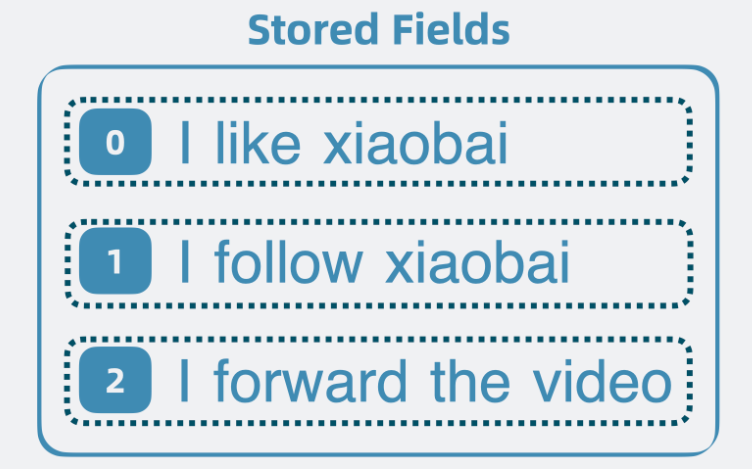 Stored Fields
0 I like xiaobai
1 I follow xiaobai
2 I forward the video